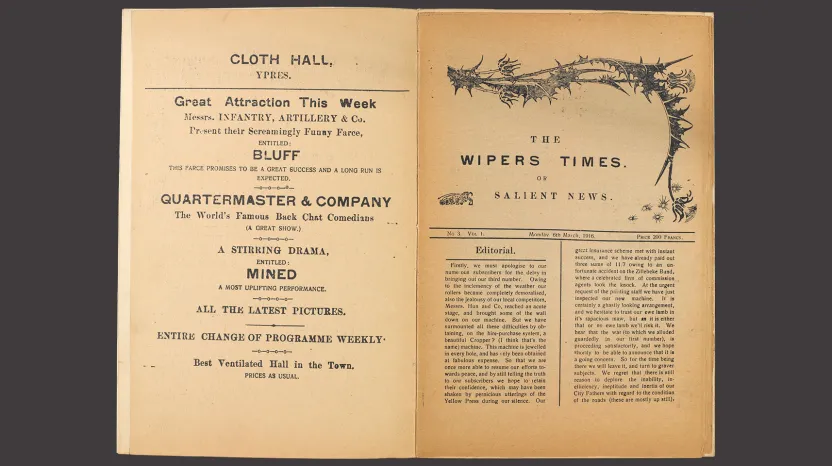 CLOTH HALL,
YPRES.
Great Attraction This Week
Messrs. INFANTRY, ARTILLERY & Co.
Present their Screamingly Funny Farce,
ENTITLED:
BLUFF
THIS FARCE PROMISES TO BE A GREAT SUCCESS AND A LONG RUN IS
EXPECTED.
QUARTERMASTER & COMPANY
The World's Famous Back Chat Comedians
(A GREAT SHOW.)
A STIRRING DRAMA,
ENTITLED:
MINED
A MOST UPLIFTING PERFORMANCE.
ALL THE LATEST PICTURES.
ENTIRE CHANGE OF PROGRAMME WEEKLY.
Best Ventilated Hall in the Town.
PRICES AS USUAL.
THE
WIPERS TIMES.
OR
SALIENT NEWS.
No 3. Vol 1. Monday 6th March, 1916. Price 200 Francs.
Editorial.
Firstly, we must apologise to our
numerous subscribers for the delay in
bringing out our third number. Owing
to the inclemency of the weather our
rollers became completely demoralised,
also the jealousy of our local competitors,
Messrs. Hun and Co, reached an acute
stage, and brought some of the wall
down on our machine. But we have
surmounted all these difficulties by ob-
taining, on the hire-purchase system, a
beautiful Cropper ? (I think that's the
name) machine. This machine is jewelled
in every hole, and has only been obtained
at fabulous expense. So that we are
once more able to resume our efforts to-
wards peace, and by still telling the truth
to our subscribers we hope to retain
their confidence, which may have been
shaken by pernicious utterings of the
Yellow Press during our silence. Our
great insurance scheme met with instant
success, and we have already paid out
three sums of 11/7 owing to an un-
fortunate accident on the Zillebeke Road,
where a celebrated firm of commission
agents took the knock. At the urgent
request of the printing staff we have just
inspected our new machine. It is
certainly a ghostly looking arrangement,
and we hesitate to trust our own lamb in
it's rapacious maw, but as it is either
that or no own lamb we'll risk it. We
hear that the war (to which we alluded
guardedly in our first number), is
proceeding satisfactorily, and we hope
shortly to be able to announce that it is
a going concern. So for the time being
there we will leave it, and turn to graver
subjects. We regret that there is still
reason to deplore the inability, in-
efficiency, ineptitude and inertia of our
City Fathers with regard to the condition
of the roads (these are mostly up still);